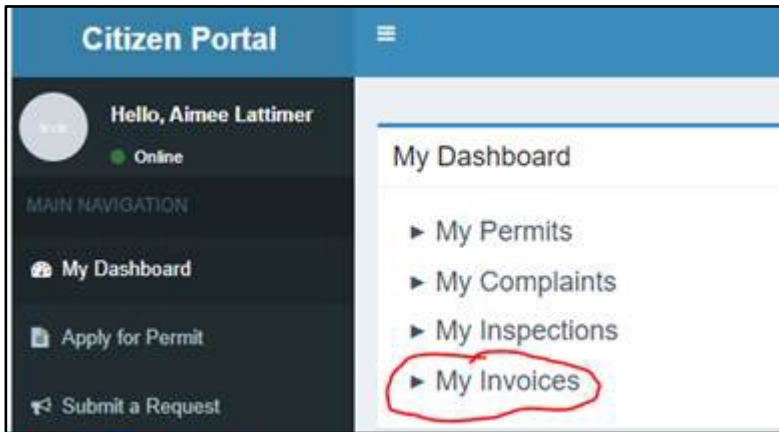 Citizen Portal
Hello, Aimee Lattimer
Online
MAIN NAVIGATION
My Dashboard
Apply for Permit
Submit a Request
My Dashboard
► My Permits
► My Complaints
► My Inspections
► My Invoices